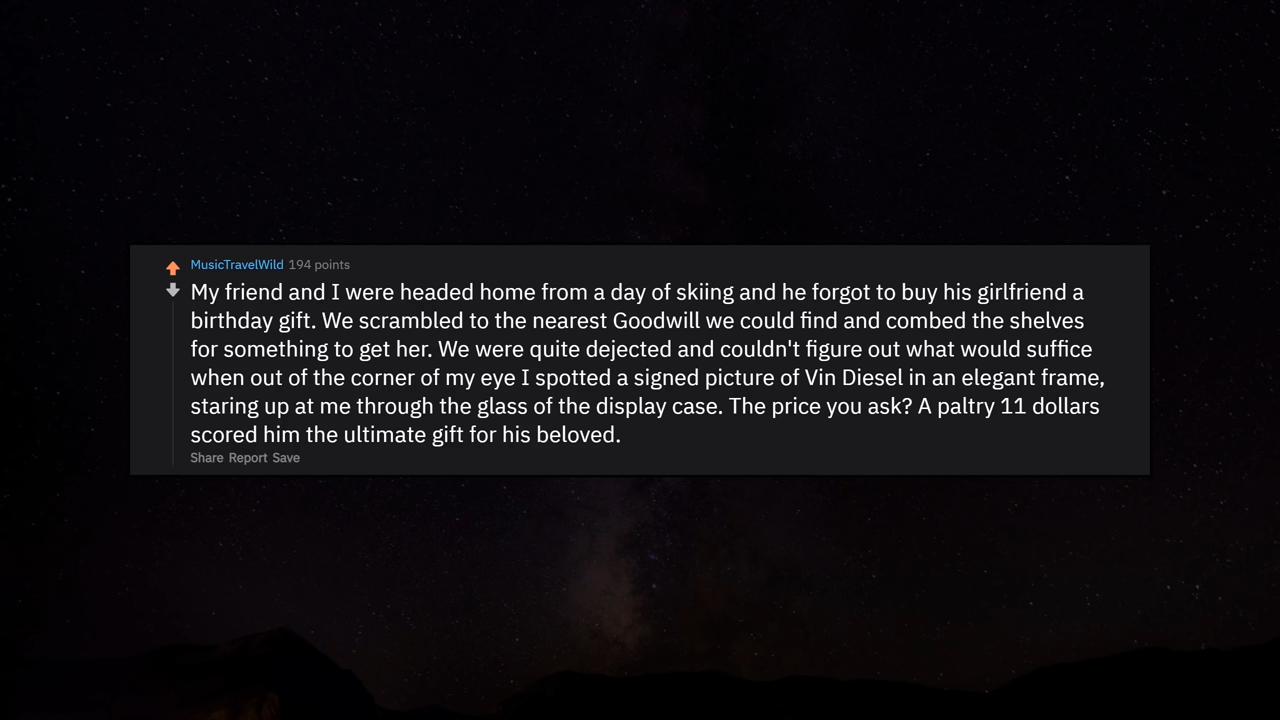 MusicTravelWild 194 points
My friend and I were headed home from a day of skiing and he forgot to buy his girlfriend a
birthday gift. We scrambled to the nearest Goodwill we could find and combed the shelves
for something to get her. We were quite dejected and couldn't figure out what would suffice
when out of the corner of my eye I spotted a signed picture of Vin Diesel in an elegant frame,
staring up at me through the glass of the display case. The price you ask? A paltry 11 dollars
scored him the ultimate gift for his beloved.
Share Report Save